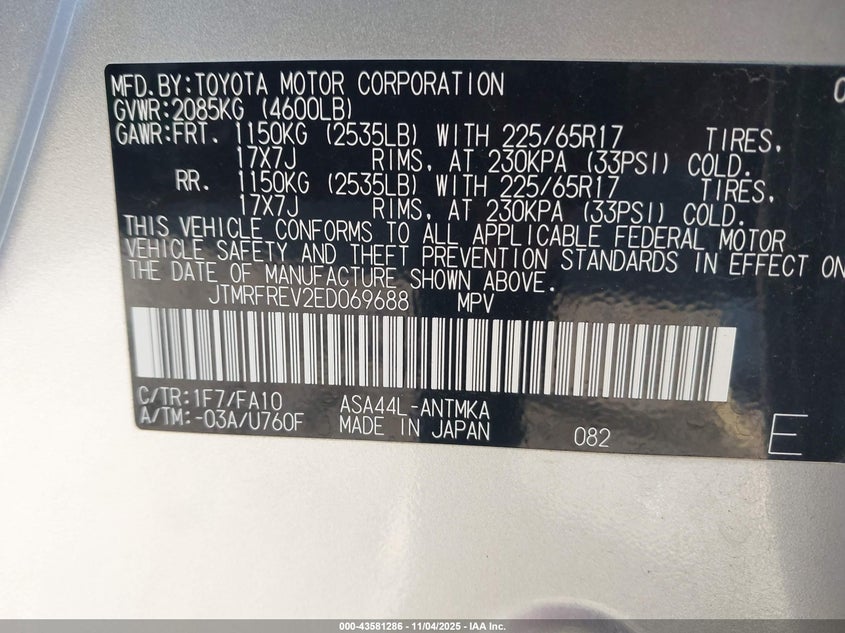 MFD.BY:TOYOTA MOTOR CORPORATION
GVWR:2085KG (4600LB)
GAWR:FRT. 1150KG (2535LB) WITH 225/65R17 TIRES,
17X7J RIMS, AT 230KPA (33PSI) COLD.
RR. 1150KG (2535LB) WITH 225/65R17 TIRES,
17X7J RIMS, AT 230KPA (33PSI) COLD.
THIS VEHICLE CONFORMS TO ALL APPLICABLE FEDERAL MOTOR
VEHICLE SAFETY AND THEFT PREVENTION STANDARDS IN EFFECT ON
THE DATE OF MANUFACTURE SHOWN ABOVE.
JTMRFREV2ED069688 MPV
C/TR:1F7/FA10 ASA44L-ANTMKA
A/TM:-03A/U760F MADE IN JAPAN 082 E
000-43581286 - 11/04/2025 - IAA Inc.